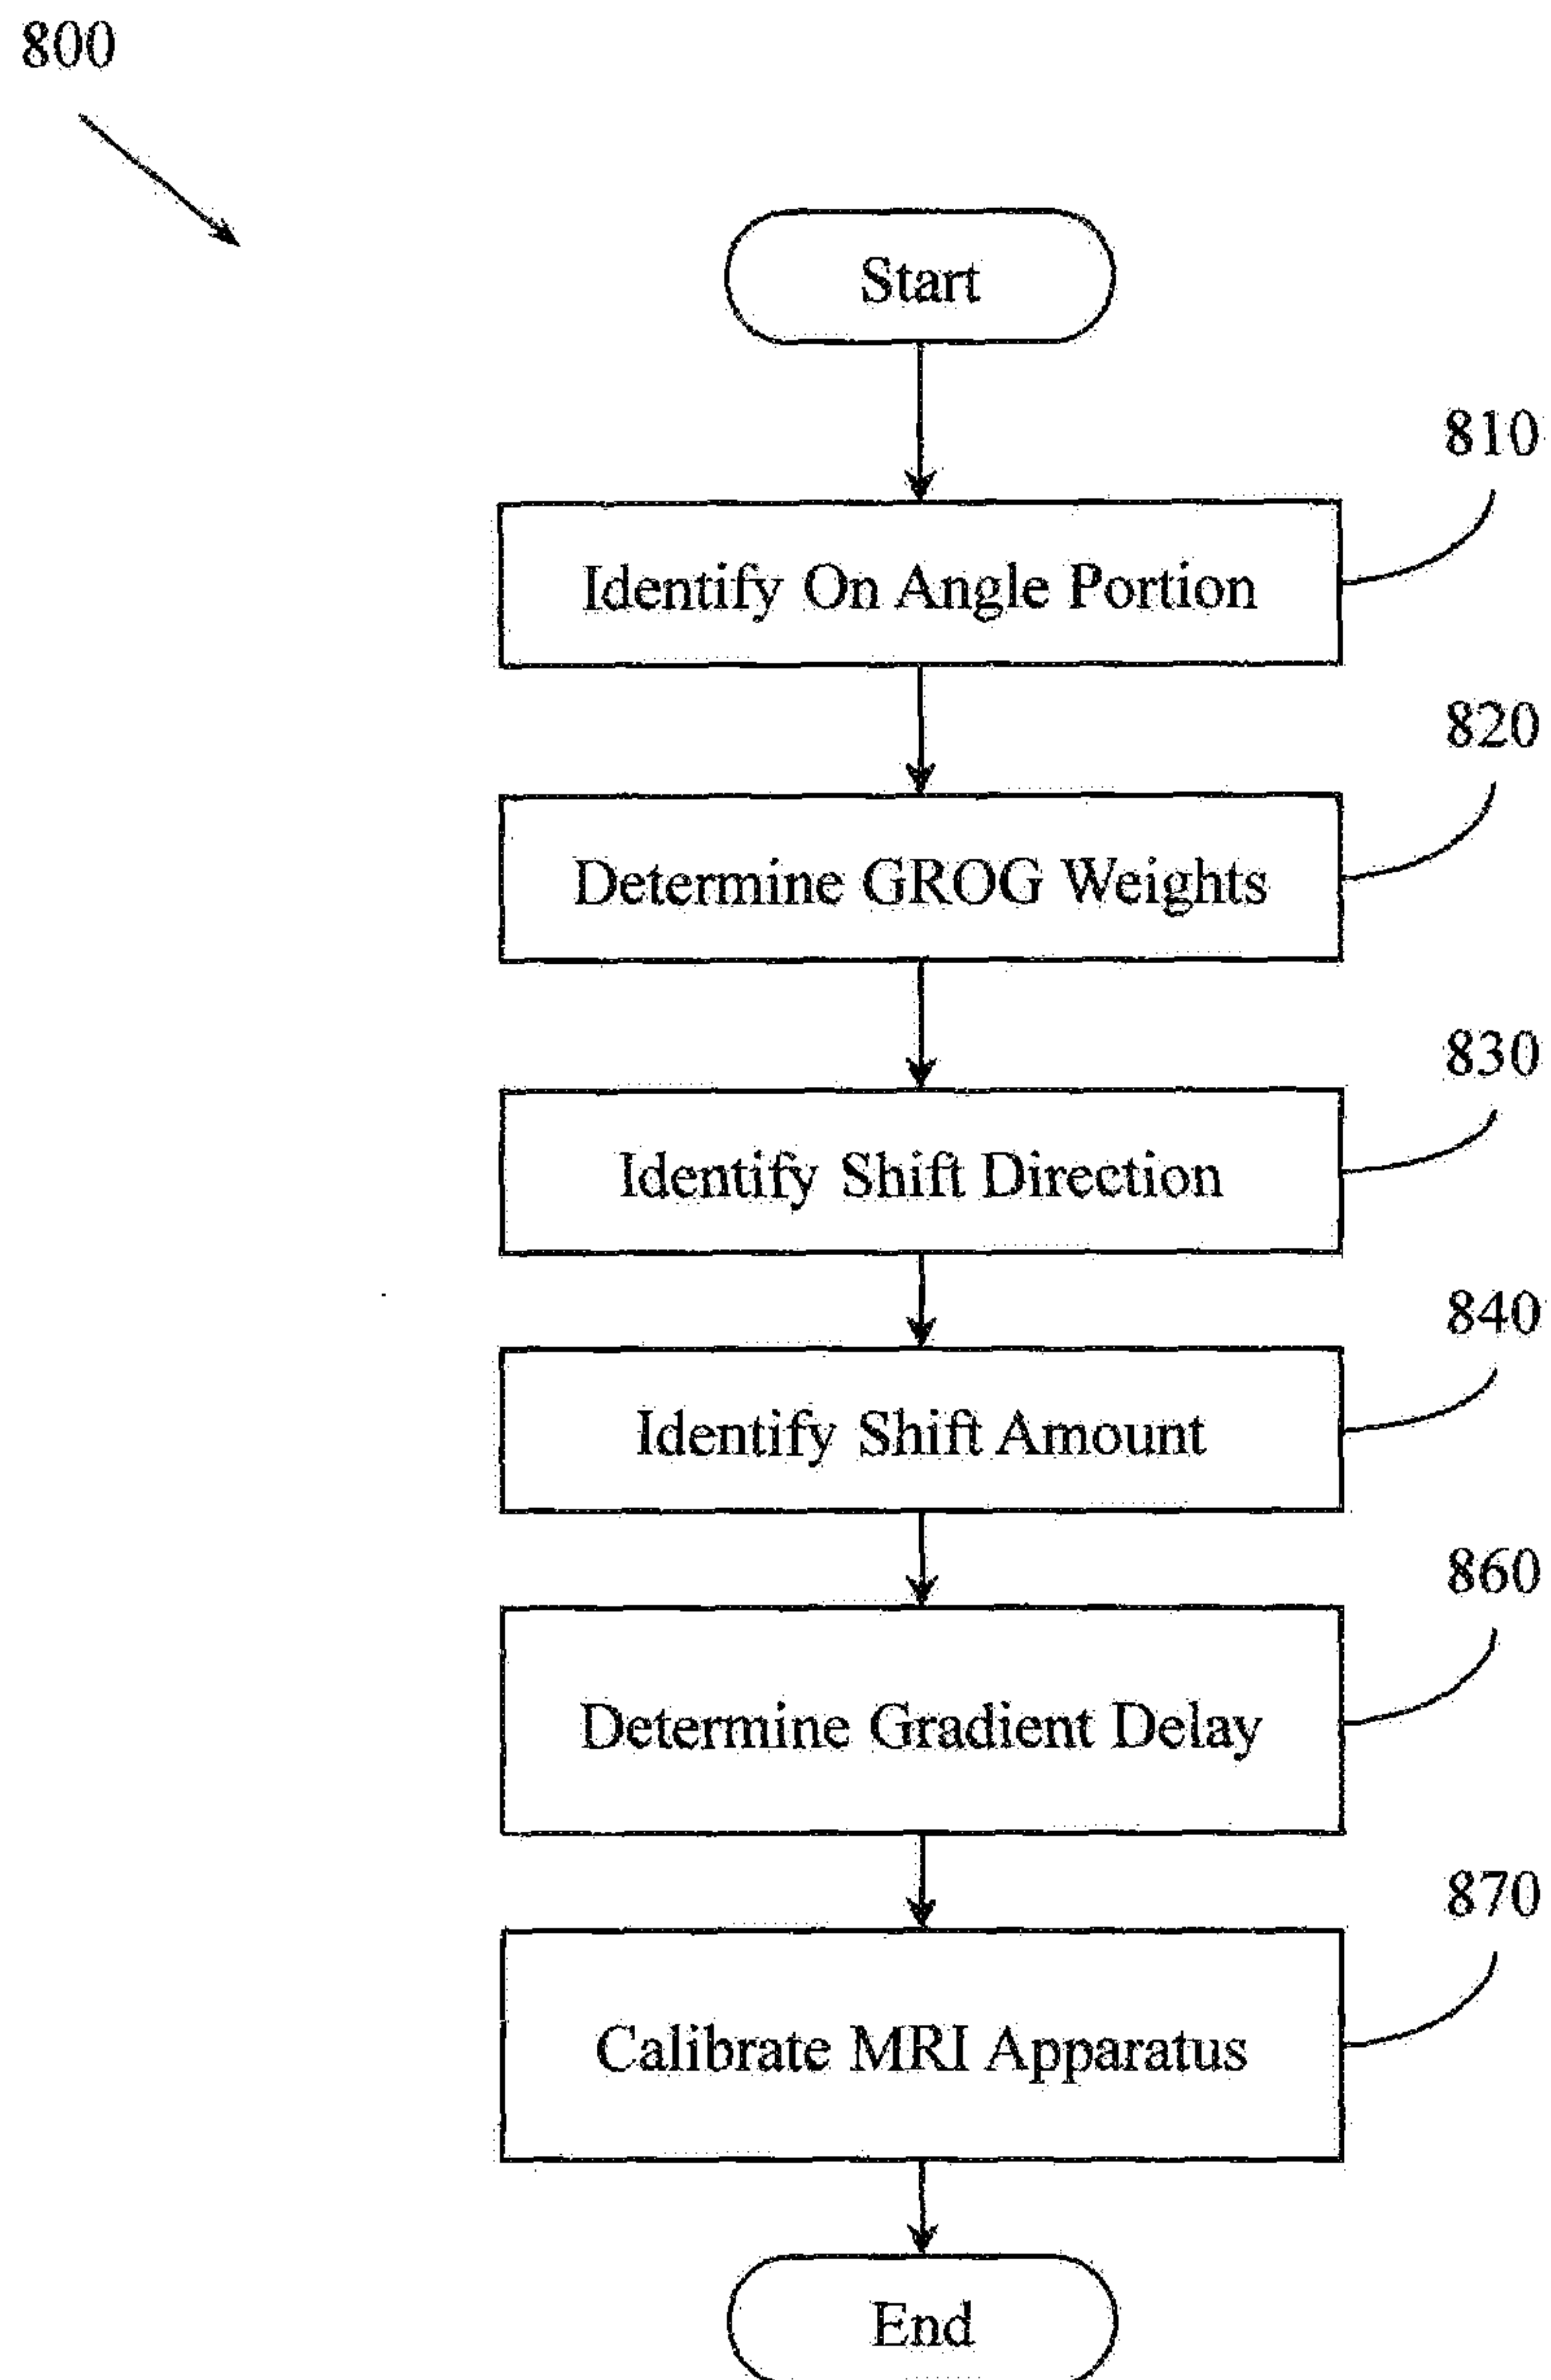 800
Start
810
Identify On Angle Portion
820
Determine GROG Weights
830
Identify Shift Direction
840
Identify Shift Amount
860
Determine Gradient Delay
870
Calibrate MRI Apparatus
End